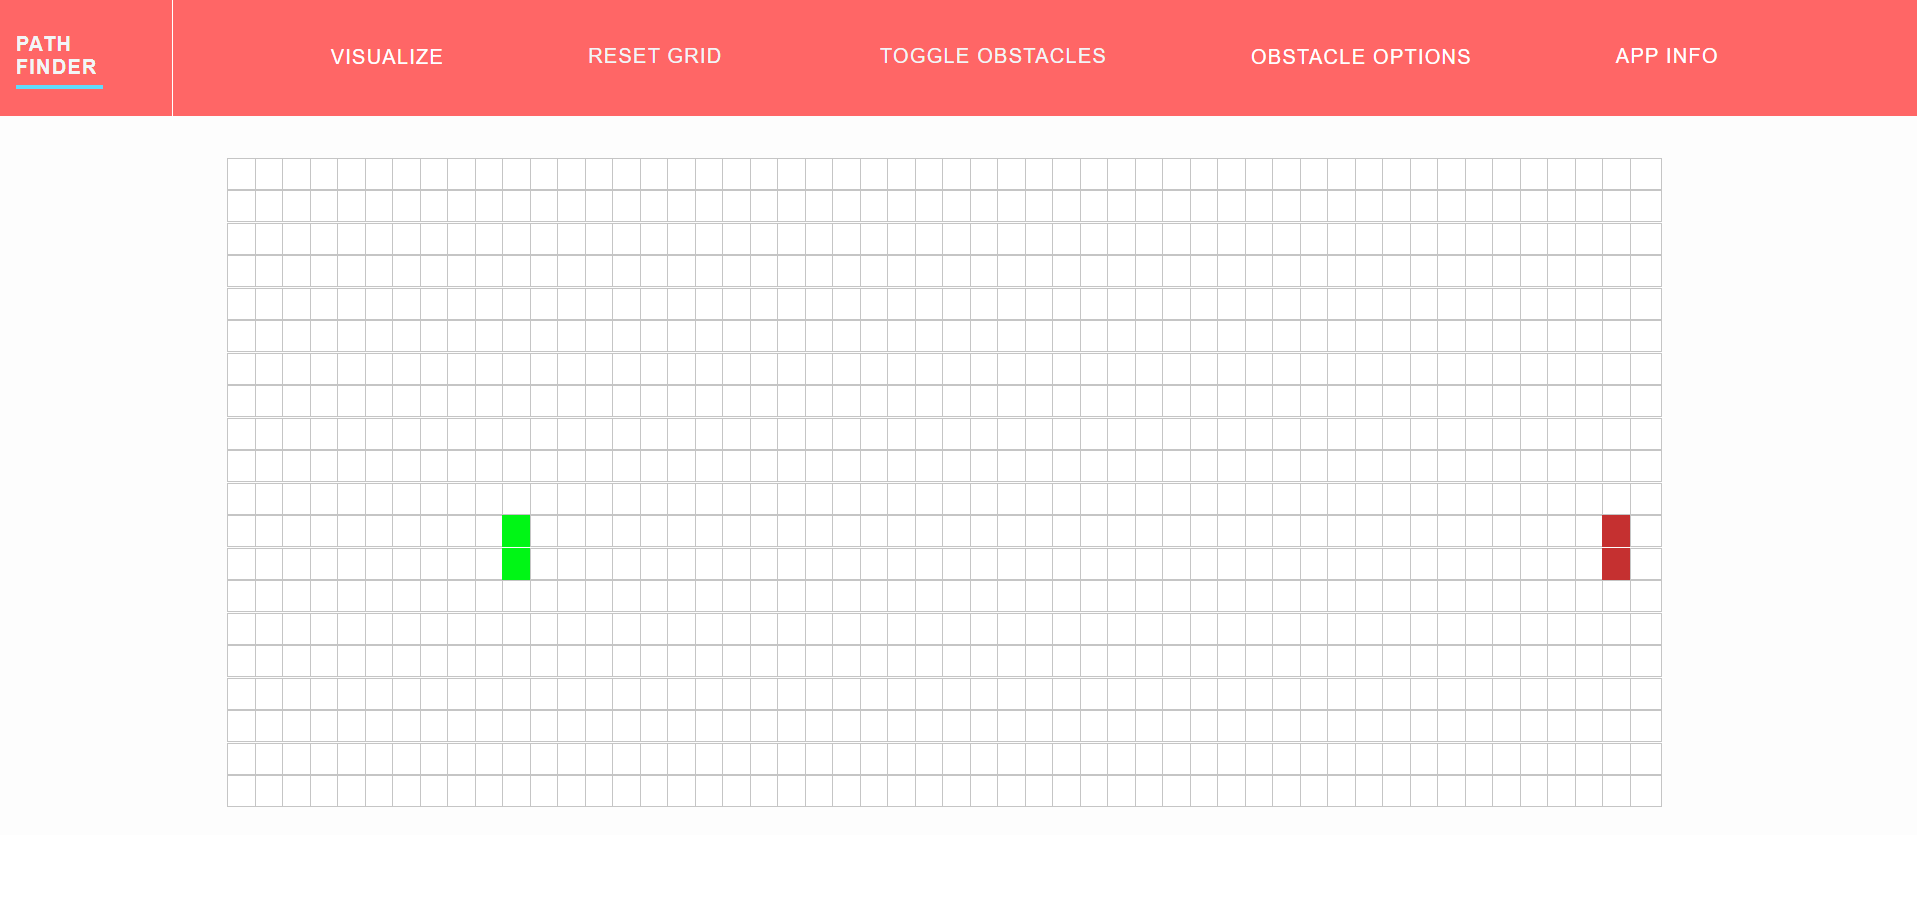 PATH
FINDER
VISUALIZE
RESET GRID
TOGGLE OBSTACLES
OBSTACLE OPTIONS
APP INFO